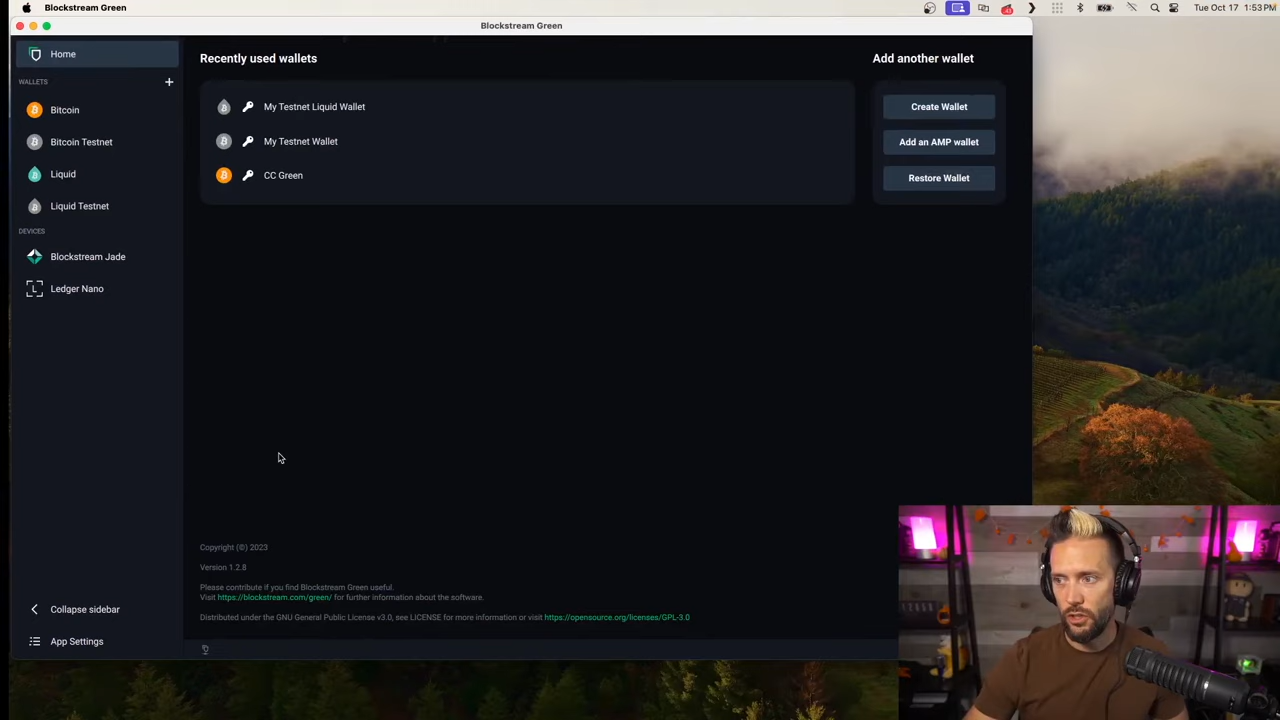 Blockstream Green
Tue Oct 17 1:53 PM
Blockstream Green
Home
WALLETS
Bitcoin
Bitcoin Testnet
Liquid
Liquid Testnet
DEVICES
Blockstream Jade
Ledger Nano
Collapse sidebar
App Settings
Recently used wallets
My Testnet Liquid Wallet
My Testnet Wallet
CC Green
Add another wallet
Create Wallet
Add an AMP wallet
Restore Wallet
Copyright (©) 2023
Version 1.2.8
Please contribute if you find Blockstream Green useful.
Visit https://blockstream.com/green/ for further information about the software.
Distributed under the GNU General Public License v3.0, see LICENSE for more information or visit https://opensource.org/licenses/GPL-3.0